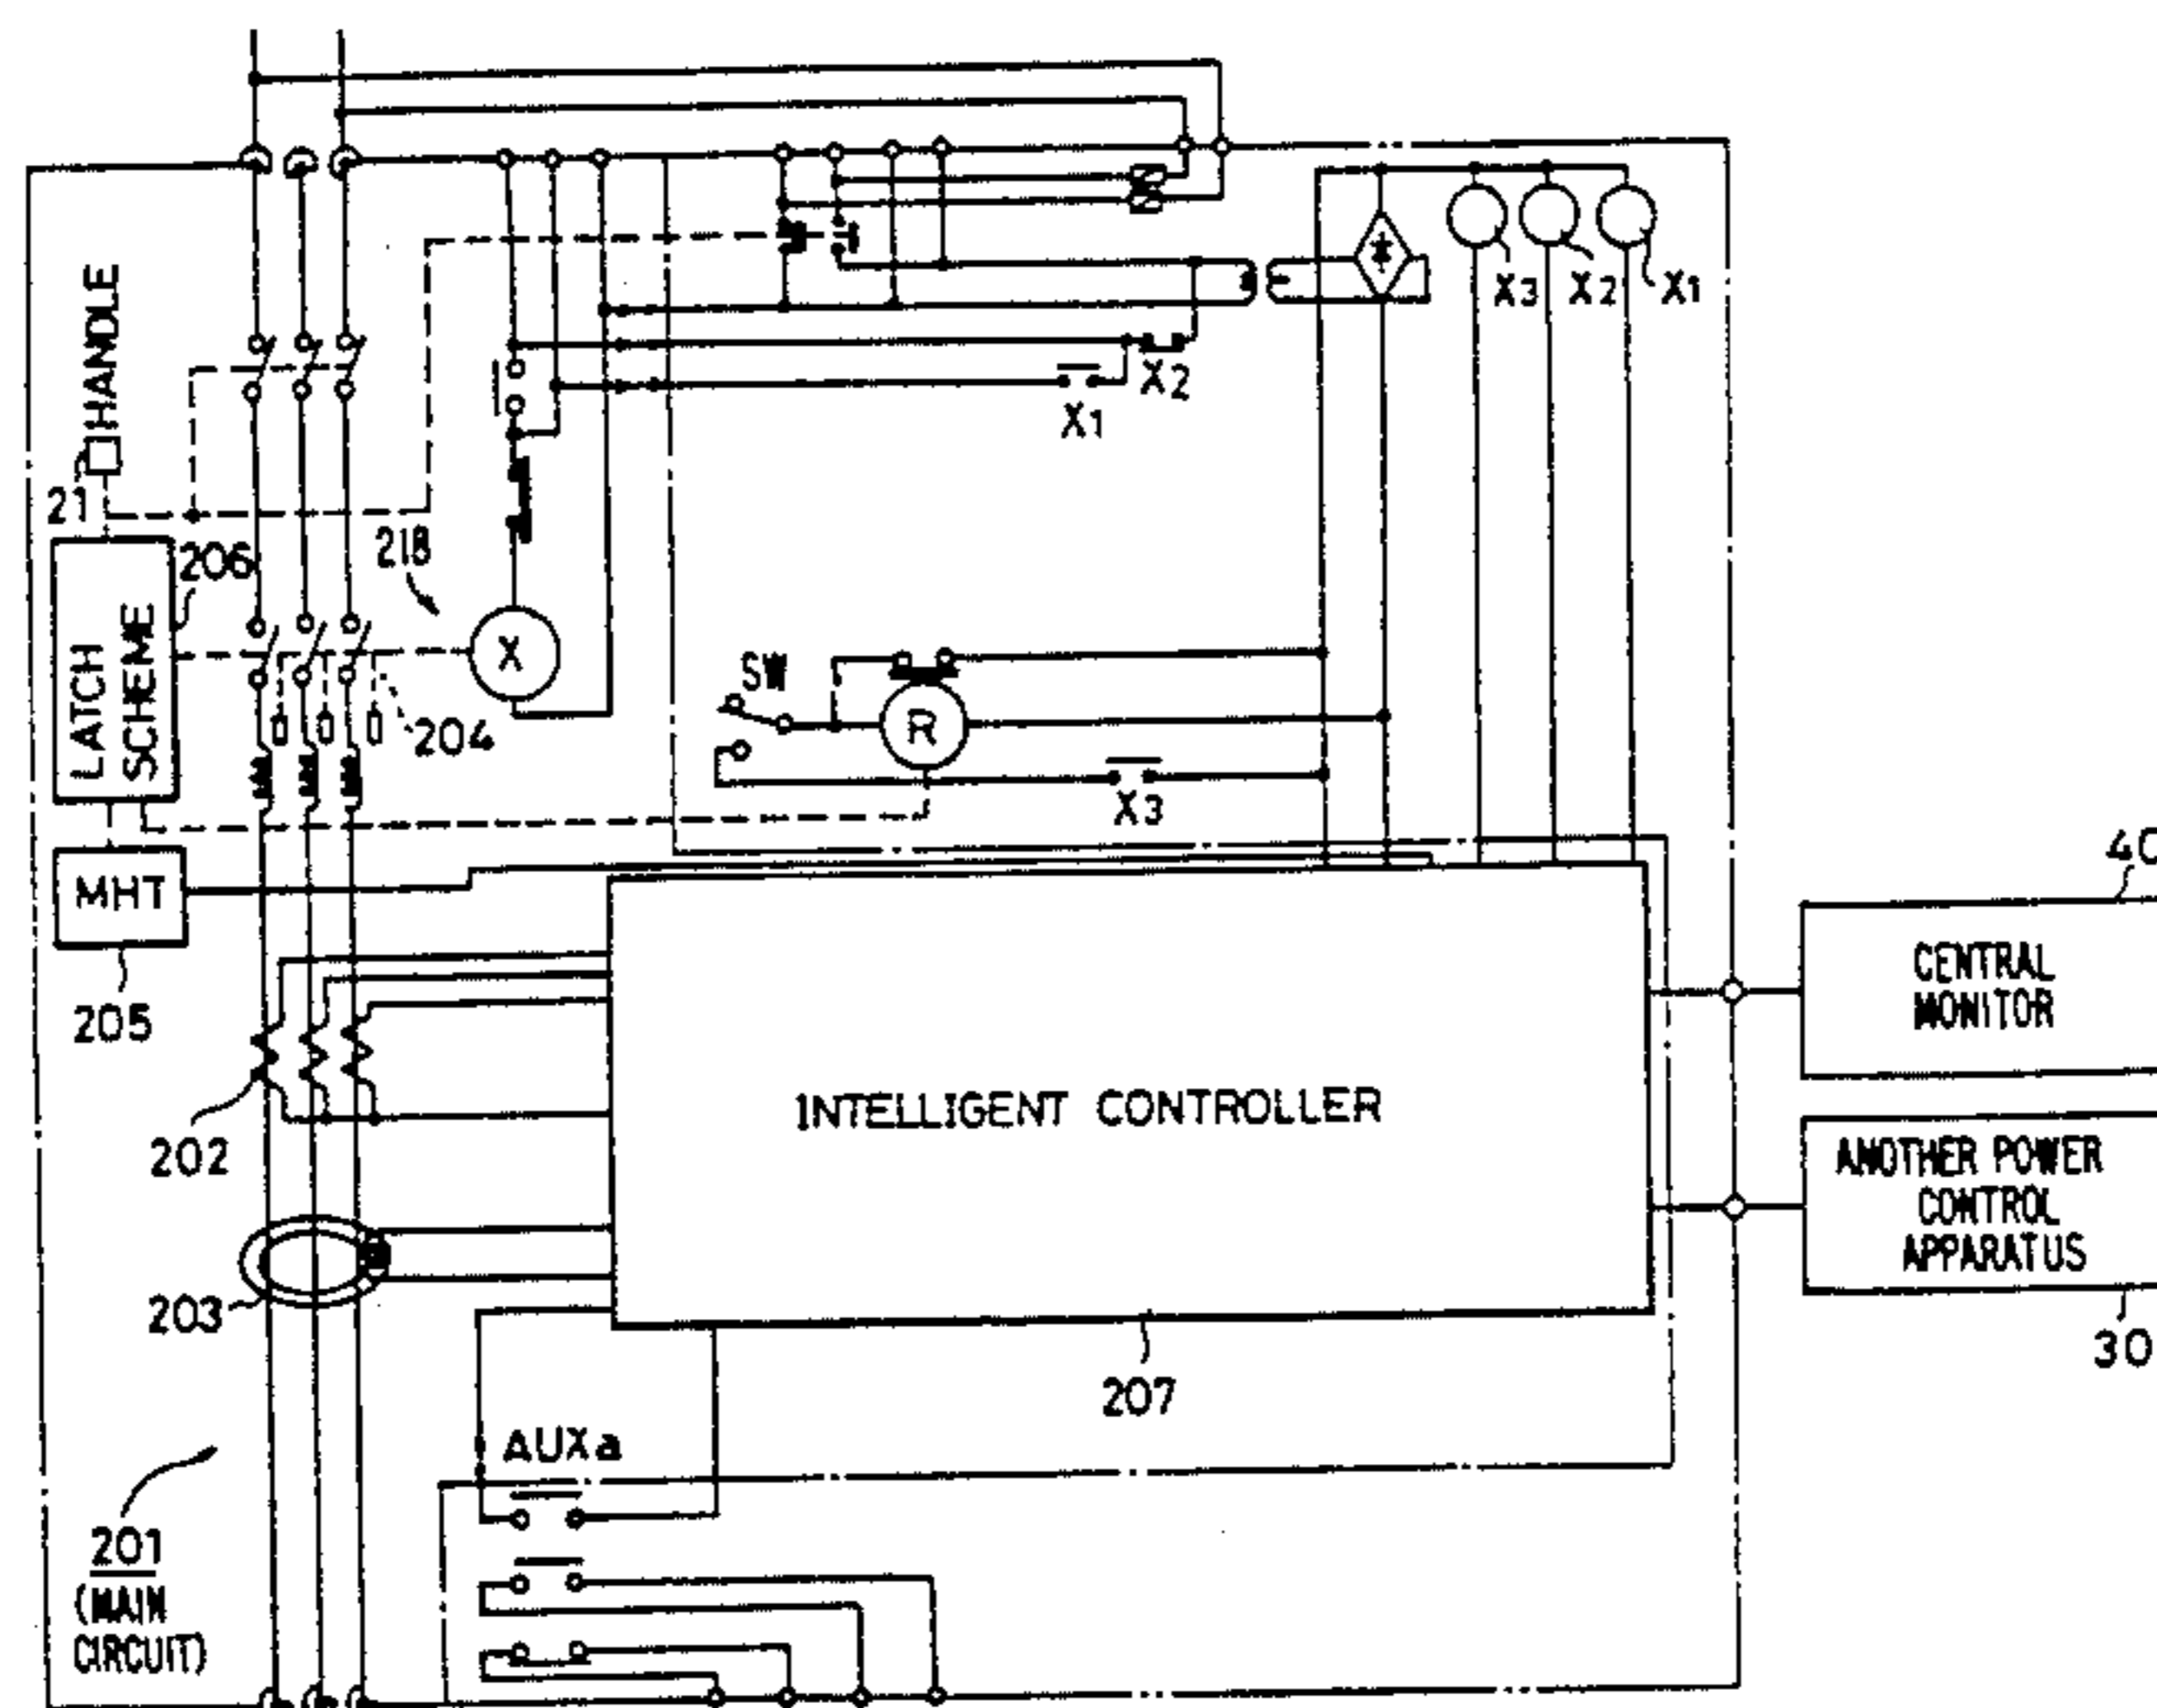 HANDLE
21
X3
X2
X1
X2
X1
206
218
LATCH
SCHEME
X
SW
R
204
X3
MHT
205
40
CENTRAL
MONITOR
INTELLIGENT CONTROLLER
202
ANOTHER POWER
CONTROL
APPARATUS
203
30
207
AUXa
201
(MAIN
CIRCUIT)